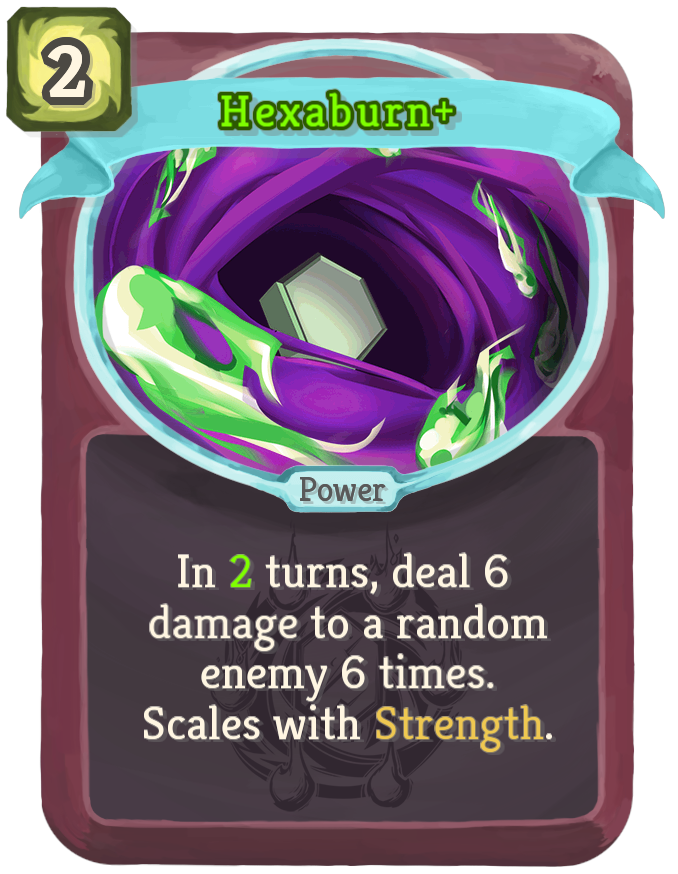 2
Hexaburn+
Power
In 2 turns, deal 6
damage to a random
enemy 6 times.
Scales with Strength.